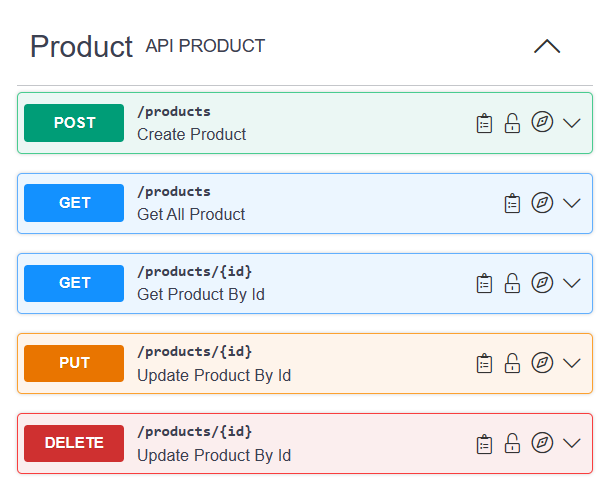 Product API PRODUCT
POST /products
Create Product
GET /products
Get All Product
GET /products/{id}
Get Product By Id
PUT /products/{id}
Update Product By Id
DELETE /products/{id}
Update Product By Id